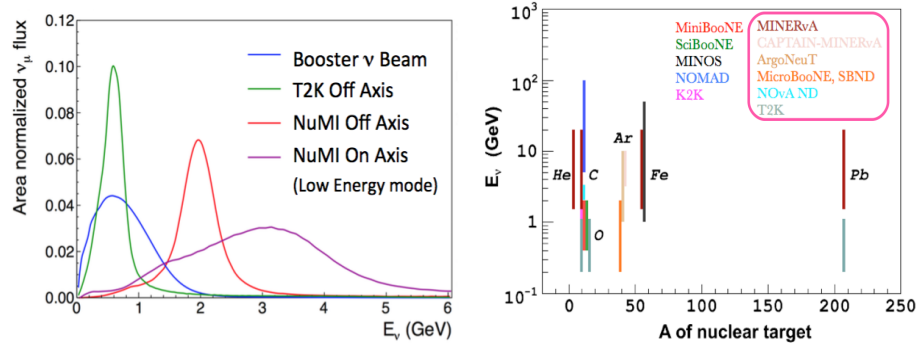 Area normalized ν_μ flux
0.12
0.10
0.08
0.06
0.04
0.02
0.00
Booster ν Beam
T2K Off Axis
NuMI Off Axis
NuMI On Axis
(Low Energy mode)
0 1 2 3 4 5 6
E_ν (GeV)
E_ν (GeV)
10³
10²
10
1
10⁻¹
MiniBooNE
SciBooNE
MINOS
NOMAD
K2K
MINERνA
CAPTAIN-MINERνA
ArgoNeuT
MicroBooNE, SBND
NOνA ND
T2K
He C O Ar Fe Pb
0 50 100 150 200 250
A of nuclear target